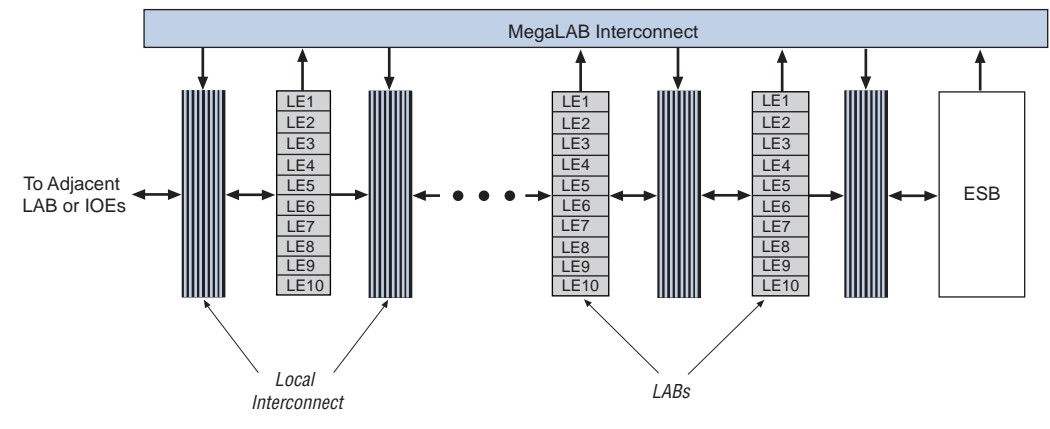 MegaLAB Interconnect
LE1
LE2
LE3
LE4
LE5
LE6
LE7
LE8
LE9
LE10
LE1
LE2
LE3
LE4
LE5
LE6
LE7
LE8
LE9
LE10
LE1
LE2
LE3
LE4
LE5
LE6
LE7
LE8
LE9
LE10
To Adjacent
LAB or IOEs
ESB
Local
Interconnect
LABs